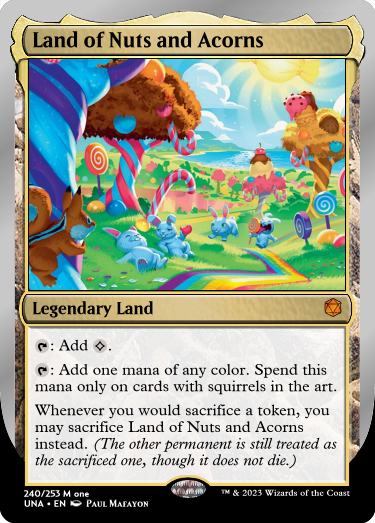 Land of Nuts and Acorns
Legendary Land
: Add .
: Add one mana of any color. Spend this
mana only on cards with squirrels in the art.
Whenever you would sacrifice a token, you
may sacrifice Land of Nuts and Acorns
instead. (The other permanent is still treated as
the sacrificed one, though it does not die.)
240/253 M one
UNA • EN Paul Mafayon
™ & 2023 Wizards of the Coast